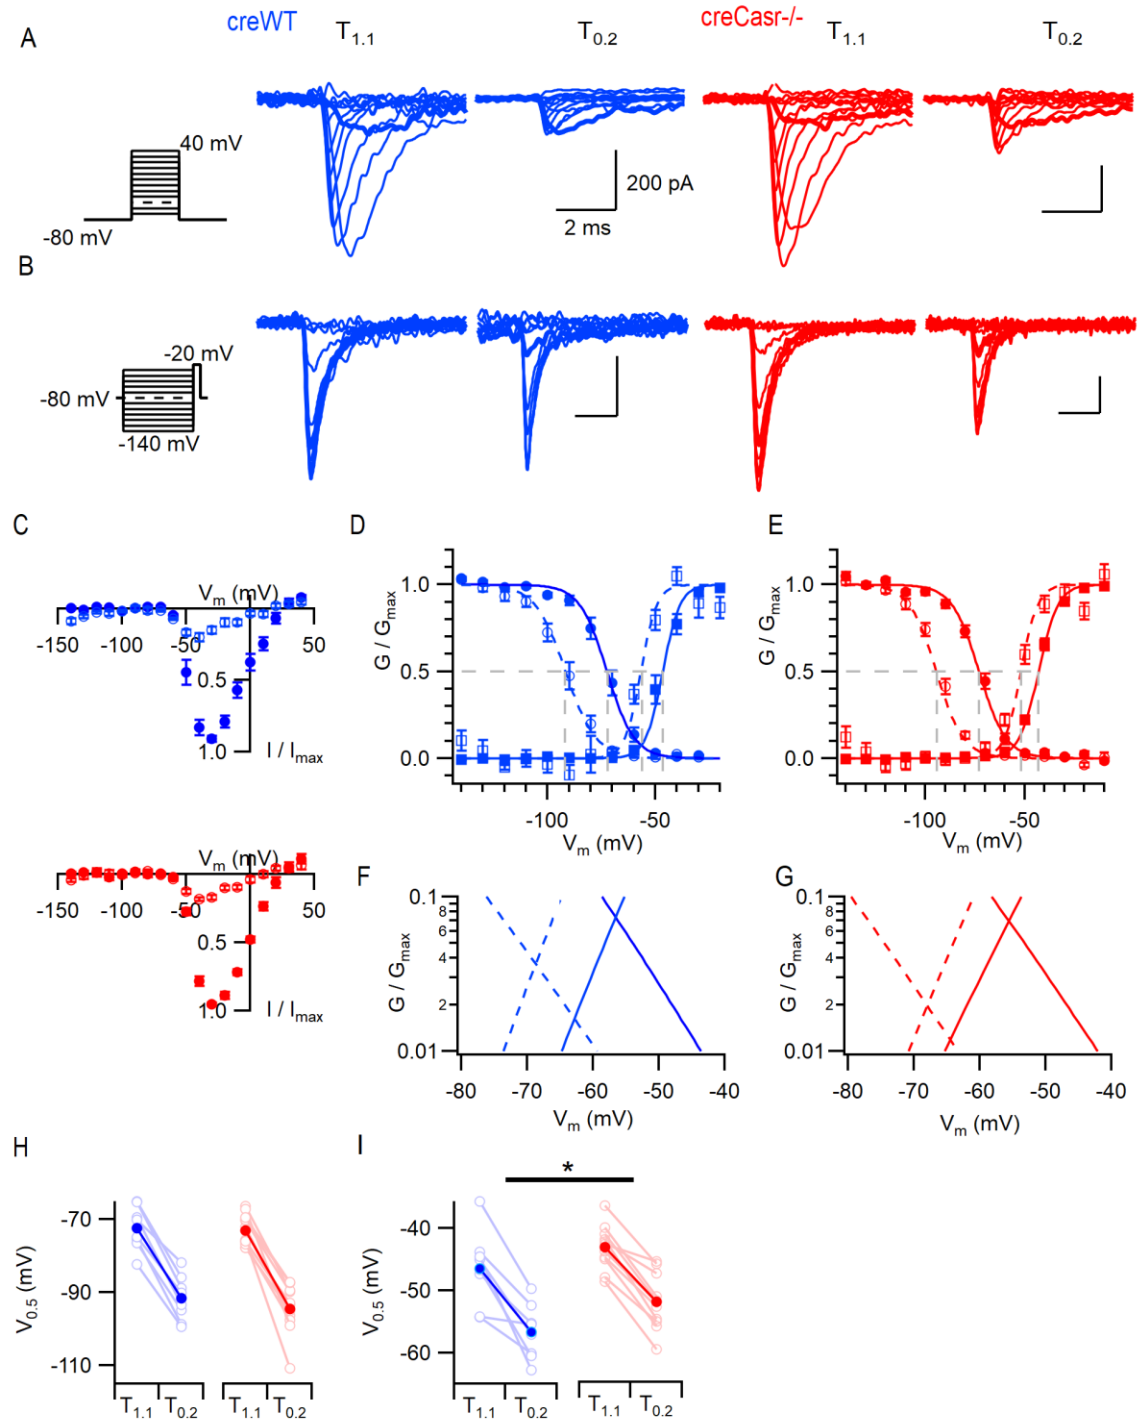 creWT creCasr-/-
A T1.1 T0.2 T1.1 T0.2
40 mV
-80 mV
200 pA
2 ms
B
-20 mV
-80 mV
-140 mV
C D E
Vm (mV)
-150 -100 -50 50
0.5
1.0 I / Imax
Vm (mV)
-150 -100 -50 50
0.5
1.0 I / Imax
G / Gmax
1.0
0.5
0.0
-100 -50
Vm (mV)
G / Gmax
1.0
0.5
0.0
-100 -50
Vm (mV)
F G
G / Gmax
0.1
8
6
4
2
0.01
-80 -70 -60 -50 -40
Vm (mV)
G / Gmax
0.1
8
6
4
2
0.01
-80 -70 -60 -50 -40
Vm (mV)
H I
V0.5 (mV)
-70
-90
-110
T1.1 T0.2 T1.1 T0.2
*
V0.5 (mV)
-40
-50
-60
T1.1 T0.2 T1.1 T0.2